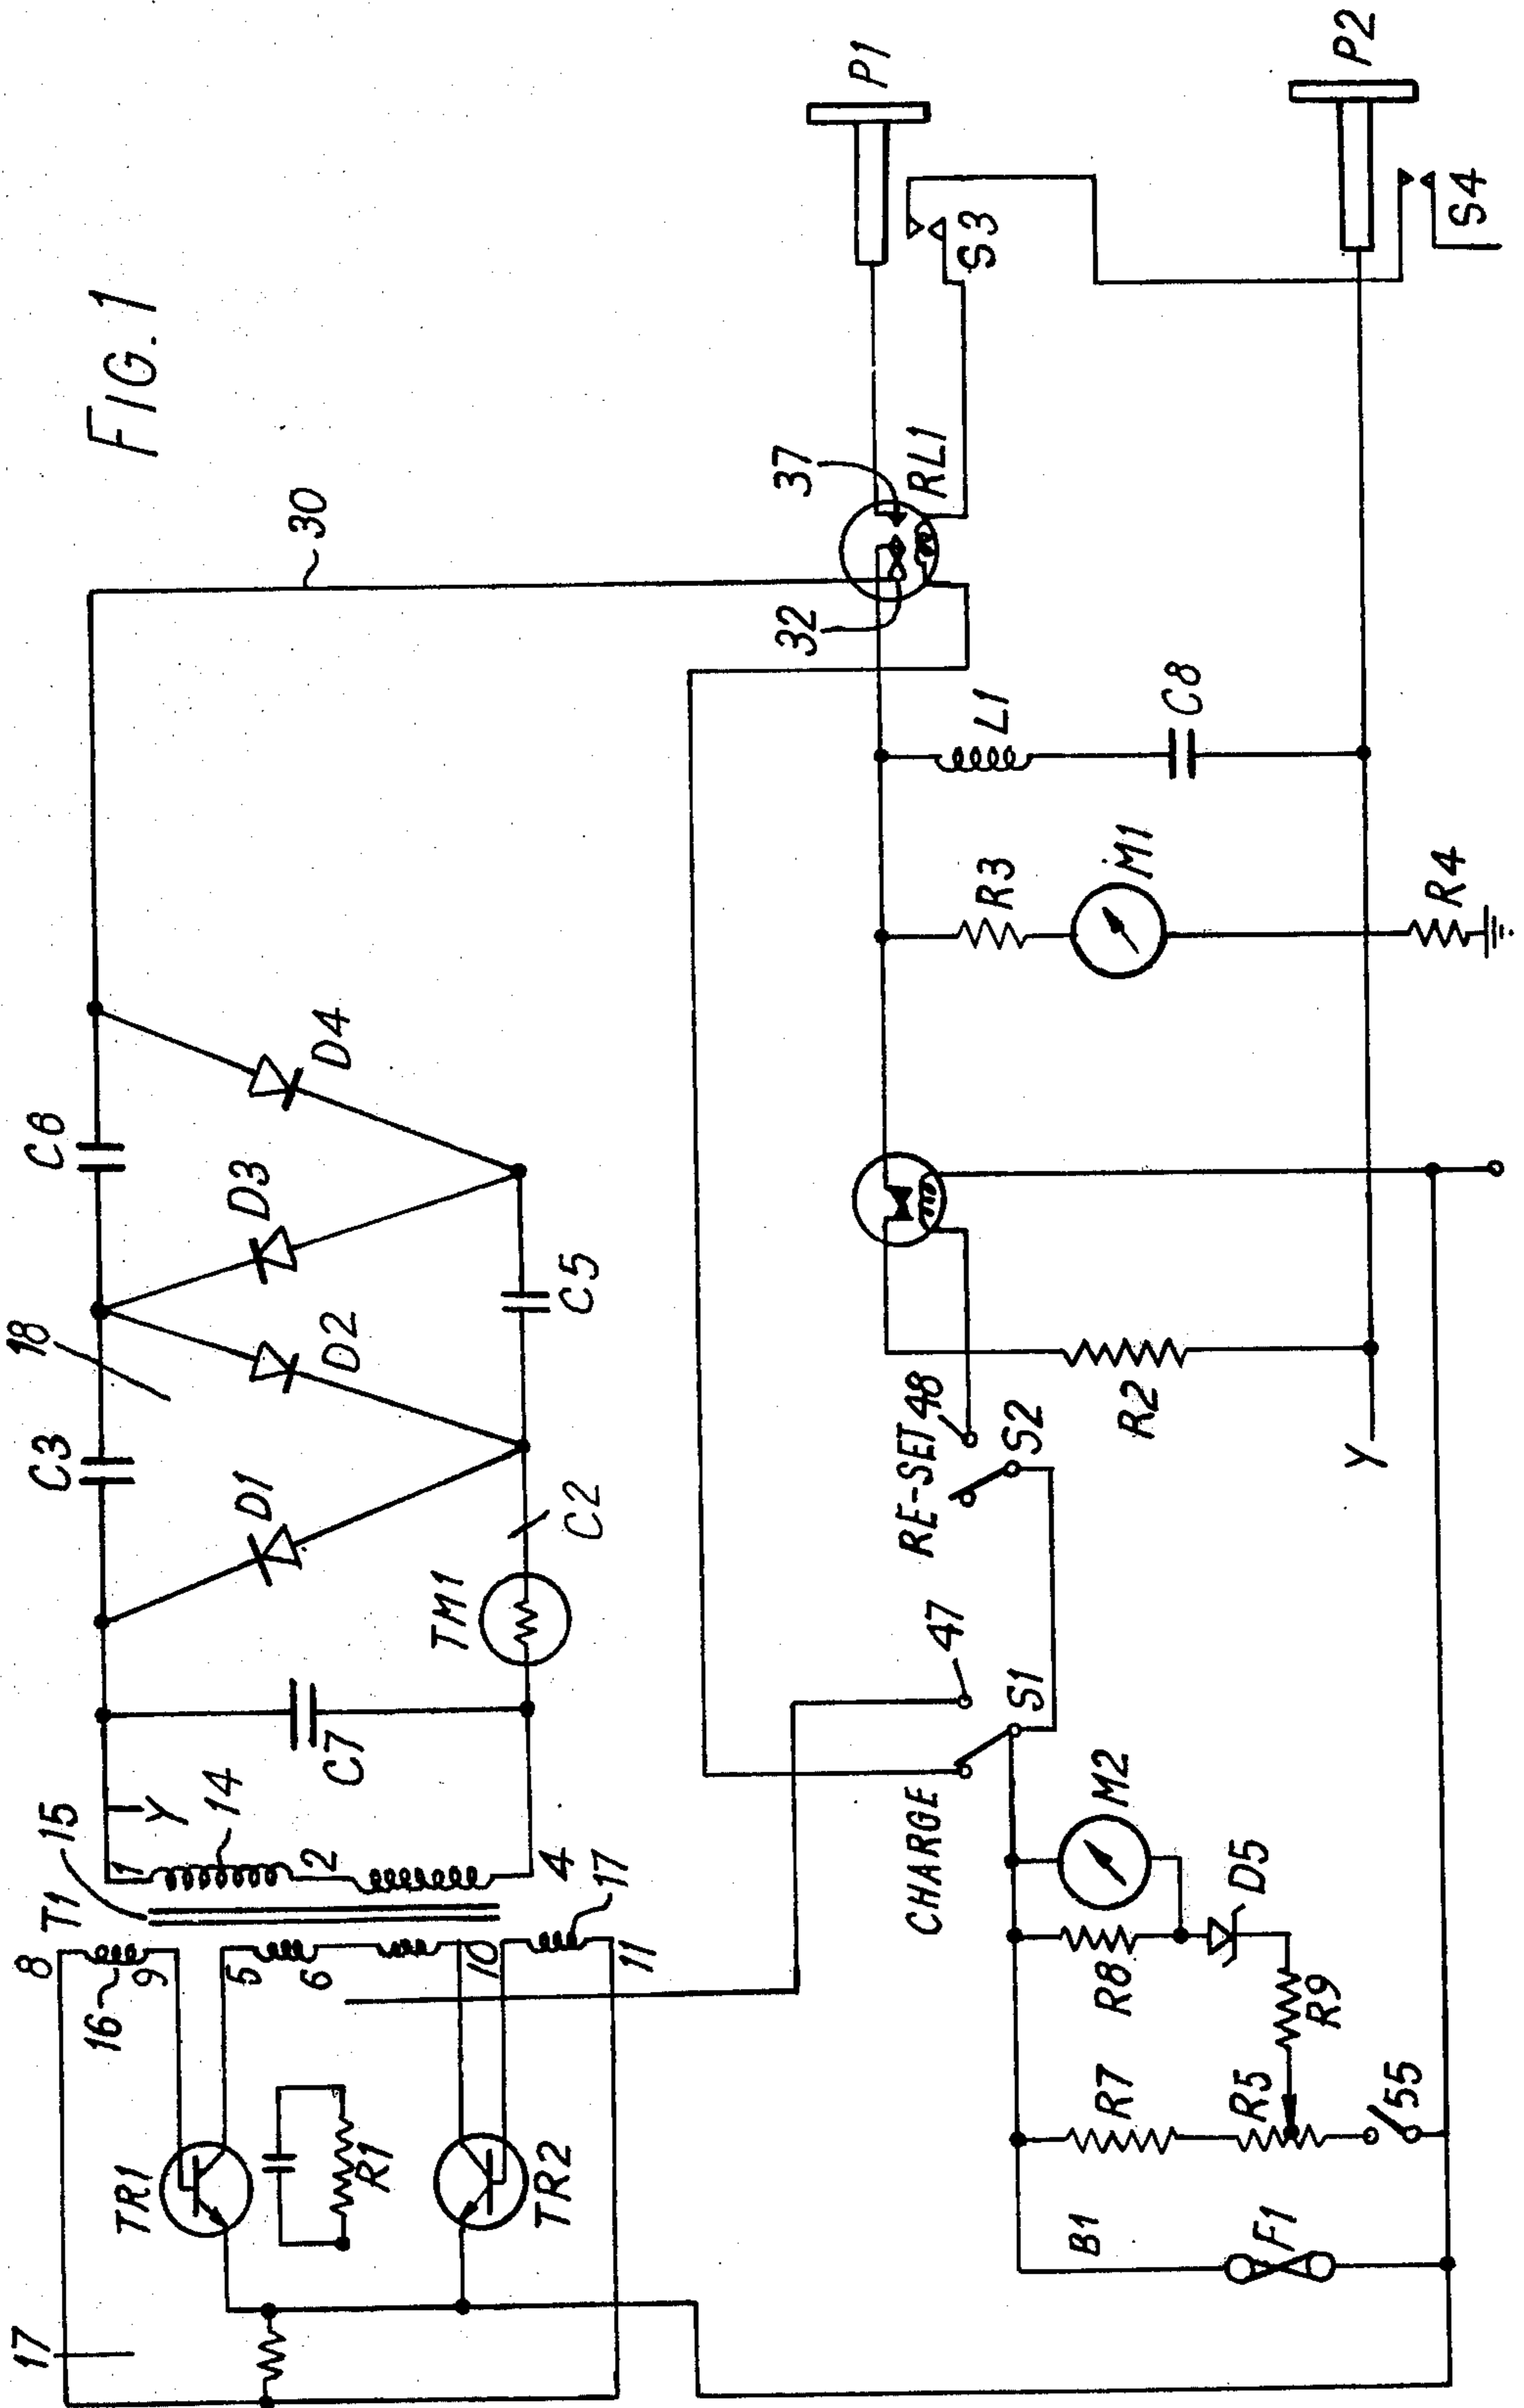 FIG. 1
17
TR1
R1
TR2
8
16
9
5
6
10
11
17
T1
15
1
14
2
4
Y
C7
TM1
C2
C3
D1
18
D2
C5
D3
C6
D4
30
32
37
RL1
P1
S3
P2
S4
L1
C8
R3
M1
R4
R2
Y
RE-SET
48
S2
47
S1
CHARGE
M2
D5
R8
R9
R7
R5
55
B1
F1